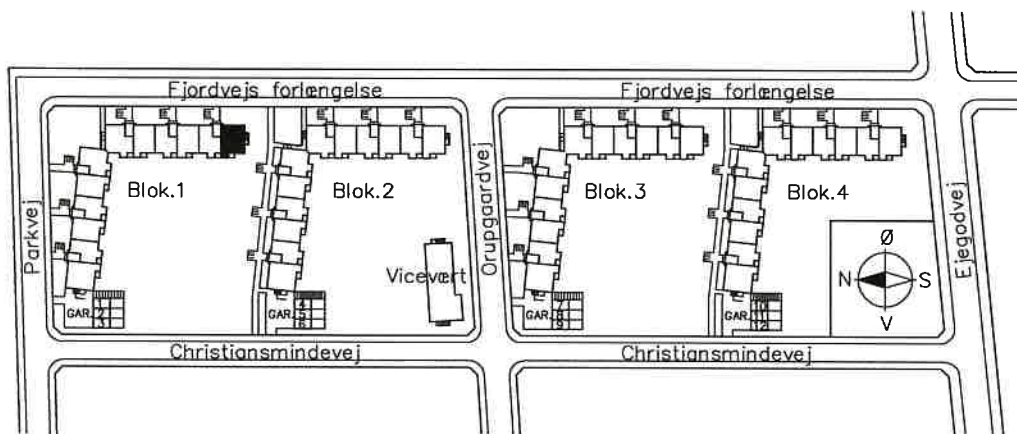 Fjordvejs forlængelse
Fjordvejs forlængelse
Parkvej
Blok.1
Blok.2
Orupgaardvej
Blok.3
Blok.4
Ejegodvej
Vicevært
Ø
N
S
V
GAR.
1
2
3
GAR.
4
5
6
GAR.
7
8
9
GAR.
10
11
12
Christiansmindevej
Christiansmindevej